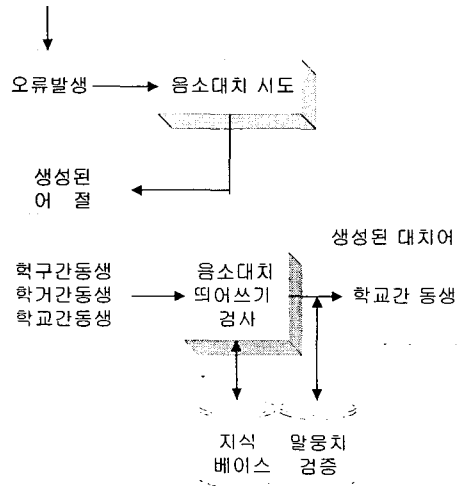 오류발생
음소대치 시도
생성된
어 절
생성된 대치어
학구간동생
학거간동생
학교간동생
음소대치
띄어쓰기
검사
학교간 동생
지식
베이스
말뭉치
검증